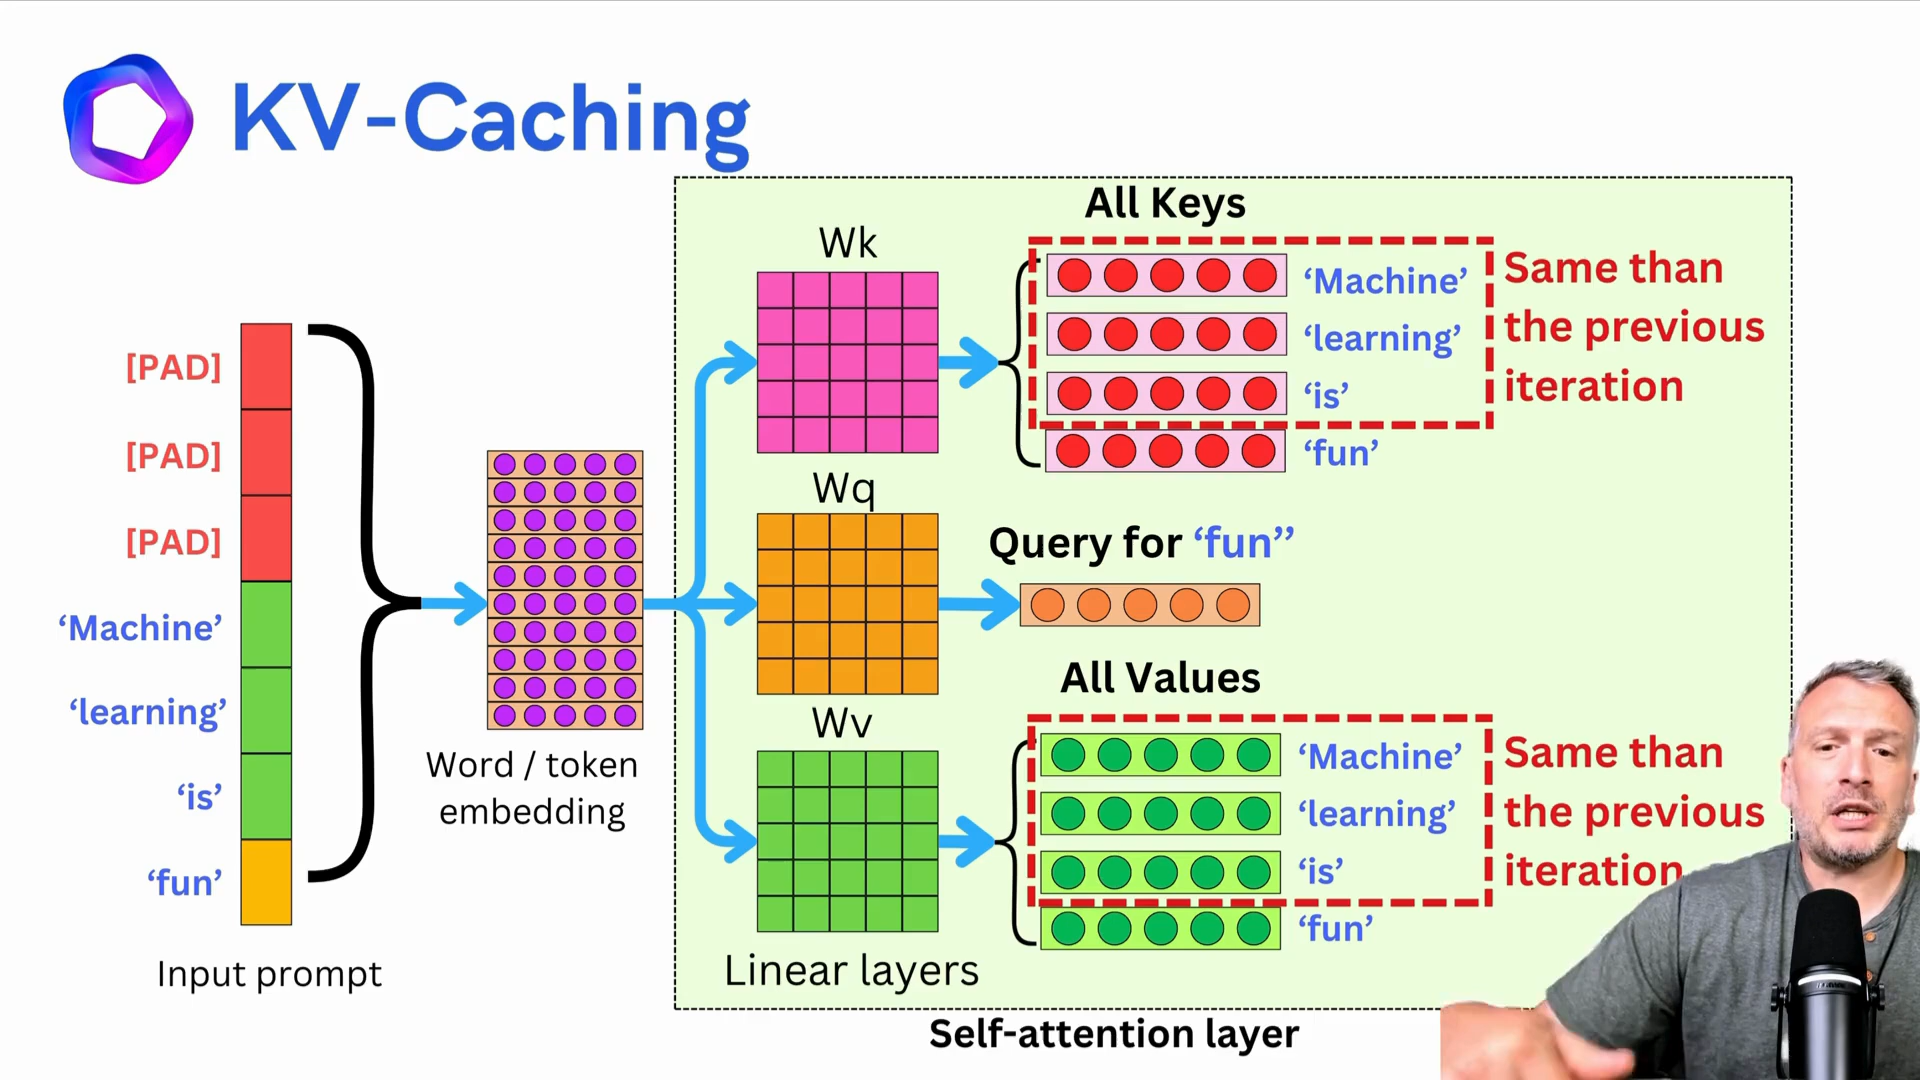 KV-Caching
[PAD]
[PAD]
[PAD]
‘Machine’
‘learning’
‘is’
‘fun’
Input prompt
Word / token
embedding
Wk
Wq
Wv
Linear layers
All Keys
‘Machine’
‘learning’
‘is’
‘fun’
Same than
the previous
iteration
Query for ‘fun’’
All Values
‘Machine’
‘learning’
‘is’
‘fun’
Same than
the previous
iteration
Self-attention layer